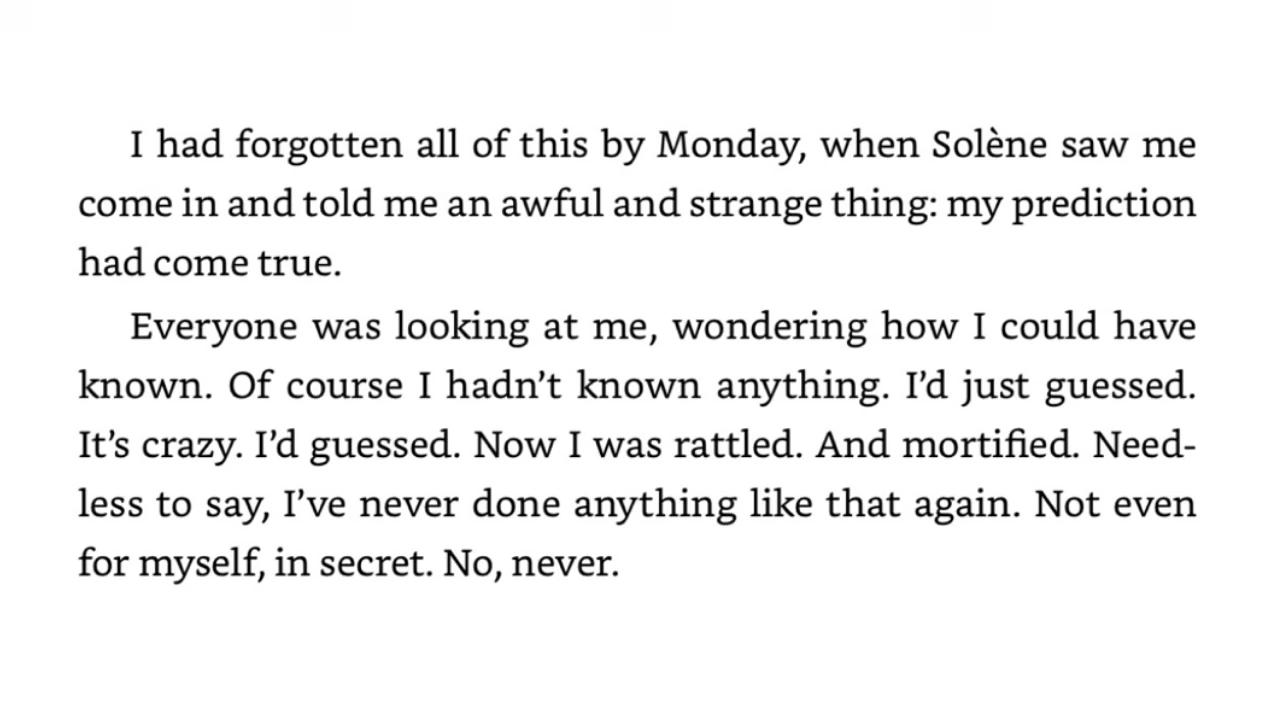 I had forgotten all of this by Monday, when Solène saw me
come in and told me an awful and strange thing: my prediction
had come true.
Everyone was looking at me, wondering how I could have
known. Of course I hadn’t known anything. I’d just guessed.
It’s crazy. I’d guessed. Now I was rattled. And mortified. Need-
less to say, I’ve never done anything like that again. Not even
for myself, in secret. No, never.